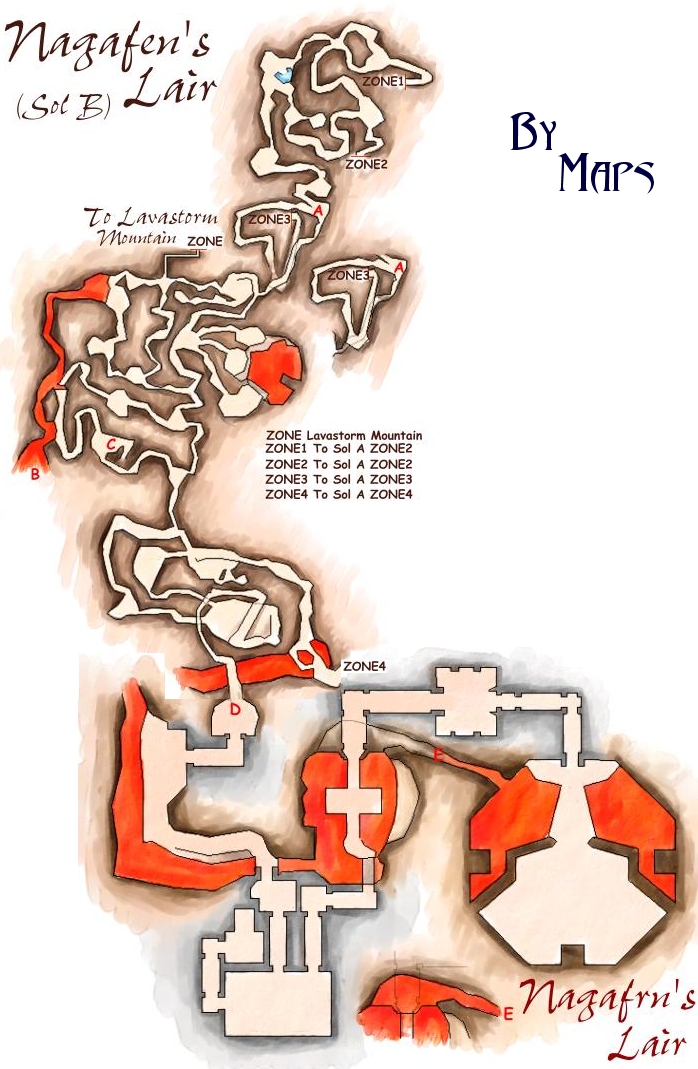 Nagafen's
Lair
(Sol B)
By
Maps
ZONE1
ZONE2
ZONE3
A
To Lavastorm
Mountain
ZONE
ZONE3
A
C
B
ZONE Lavastorm Mountain
ZONE1 To Sol A ZONE2
ZONE2 To Sol A ZONE2
ZONE3 To Sol A ZONE3
ZONE4 To Sol A ZONE4
ZONE4
D
E
E
Nagafrn's
Lair